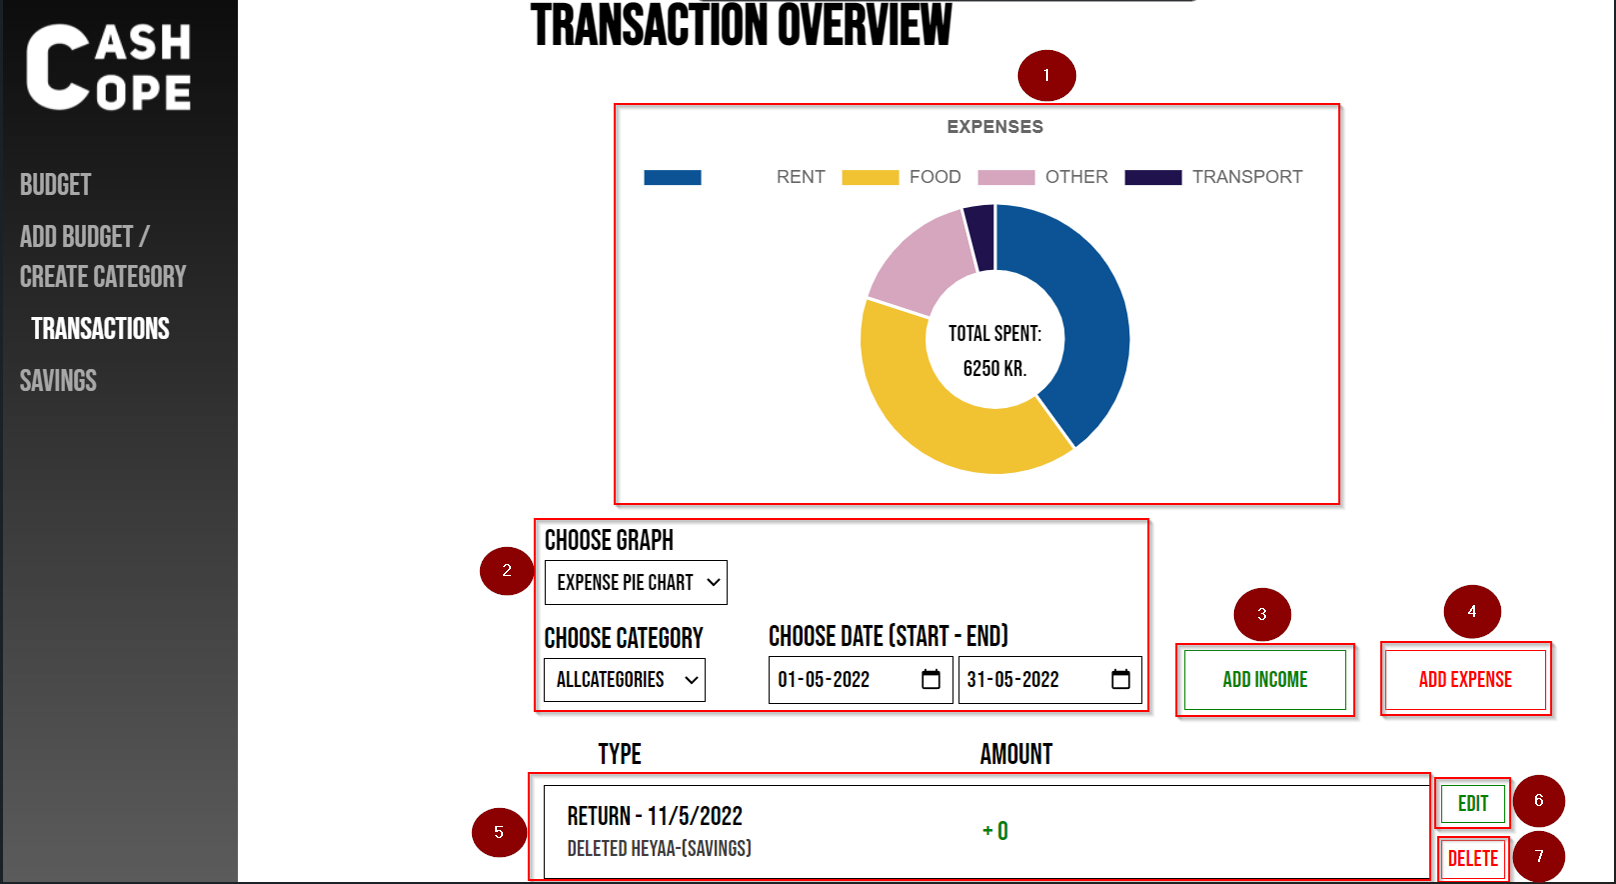 CASH
COPE
BUDGET
ADD BUDGET /
CREATE CATEGORY
TRANSACTIONS
SAVINGS
TRANSACTION OVERVIEW
1
EXPENSES
RENT FOOD OTHER TRANSPORT
TOTAL SPENT:
6250 KR.
2
CHOOSE GRAPH
EXPENSE PIE CHART
CHOOSE CATEGORY
ALLCATEGORIES
CHOOSE DATE (START - END)
01-05-2022 31-05-2022
3
ADD INCOME
4
ADD EXPENSE
TYPE AMOUNT
5
RETURN - 11/5/2022
DELETED HEYAA-(SAVINGS)
+ 0
EDIT
6
DELETE
7